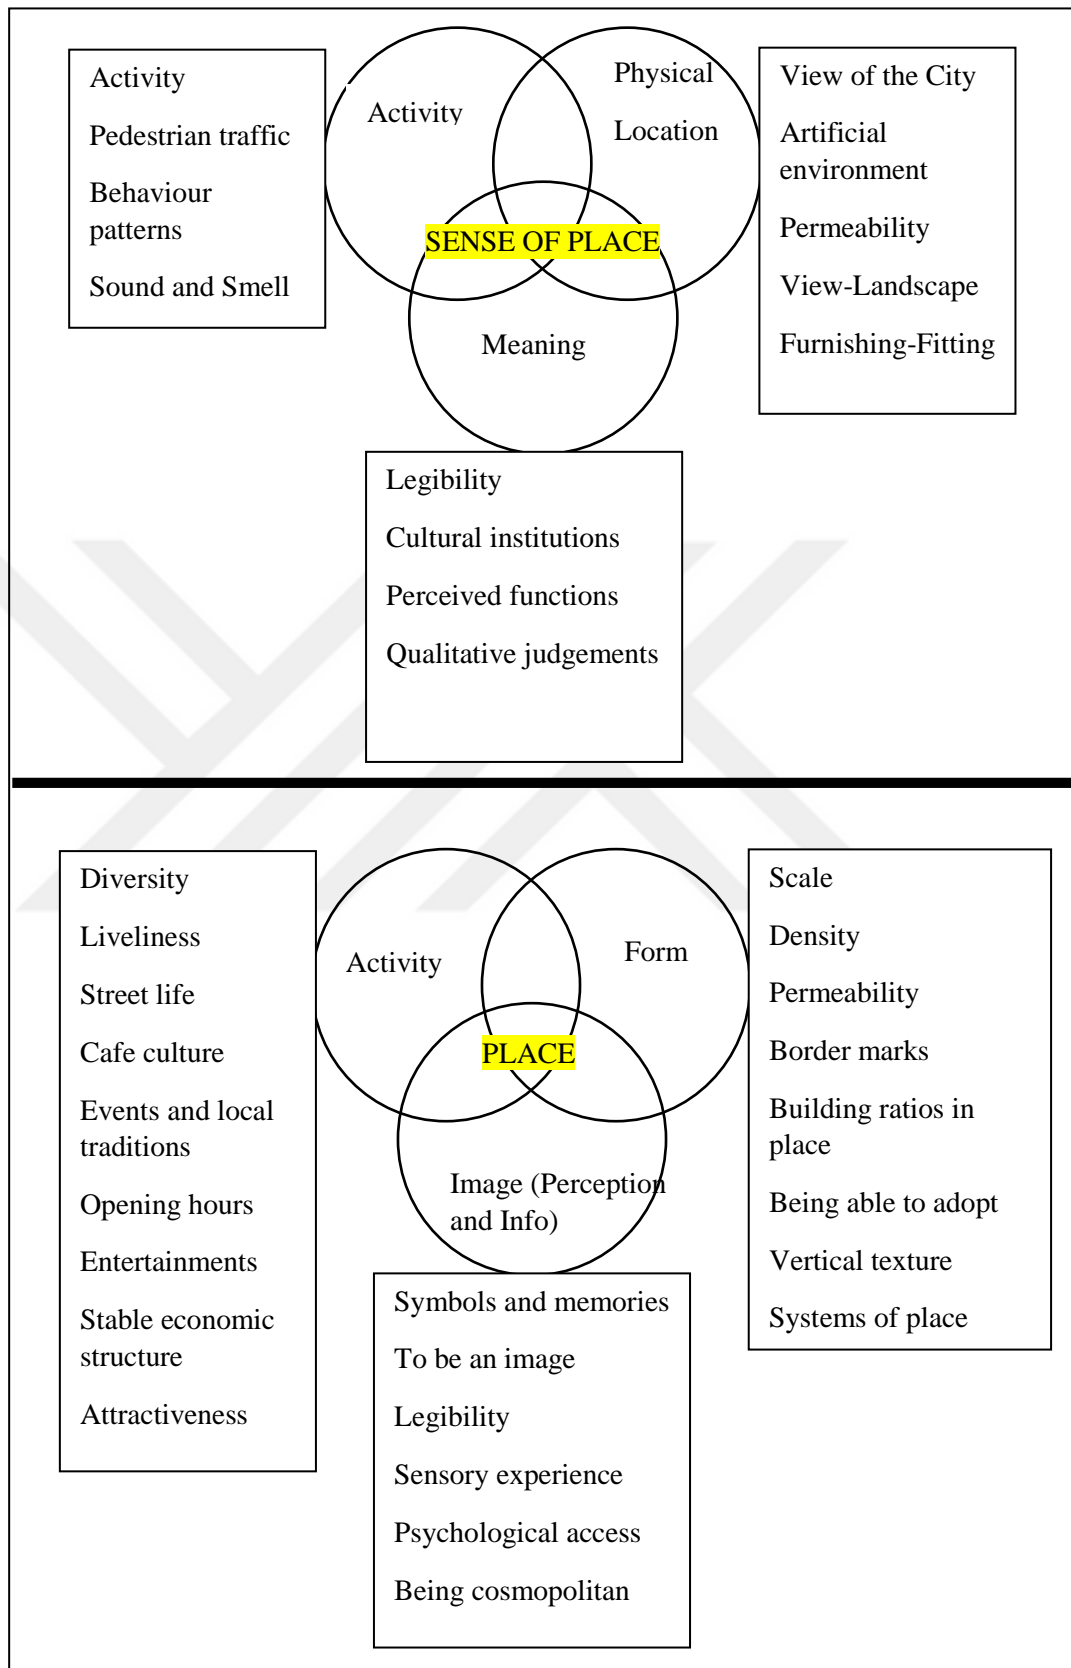 Activity
Pedestrian traffic
Behaviour
patterns
Sound and Smell
Activity
Physical
Location
SENSE OF PLACE
Meaning
View of the City
Artificial
environment
Permeability
View-Landscape
Furnishing-Fitting
Legibility
Cultural institutions
Perceived functions
Qualitative judgements
Diversity
Liveliness
Street life
Cafe culture
Events and local
traditions
Opening hours
Entertainments
Stable economic
structure
Attractiveness
Activity
Form
PLACE
Image (Perception
and Info)
Scale
Density
Permeability
Border marks
Building ratios in
place
Being able to adopt
Vertical texture
Systems of place
Symbols and memories
To be an image
Legibility
Sensory experience
Psychological access
Being cosmopolitan